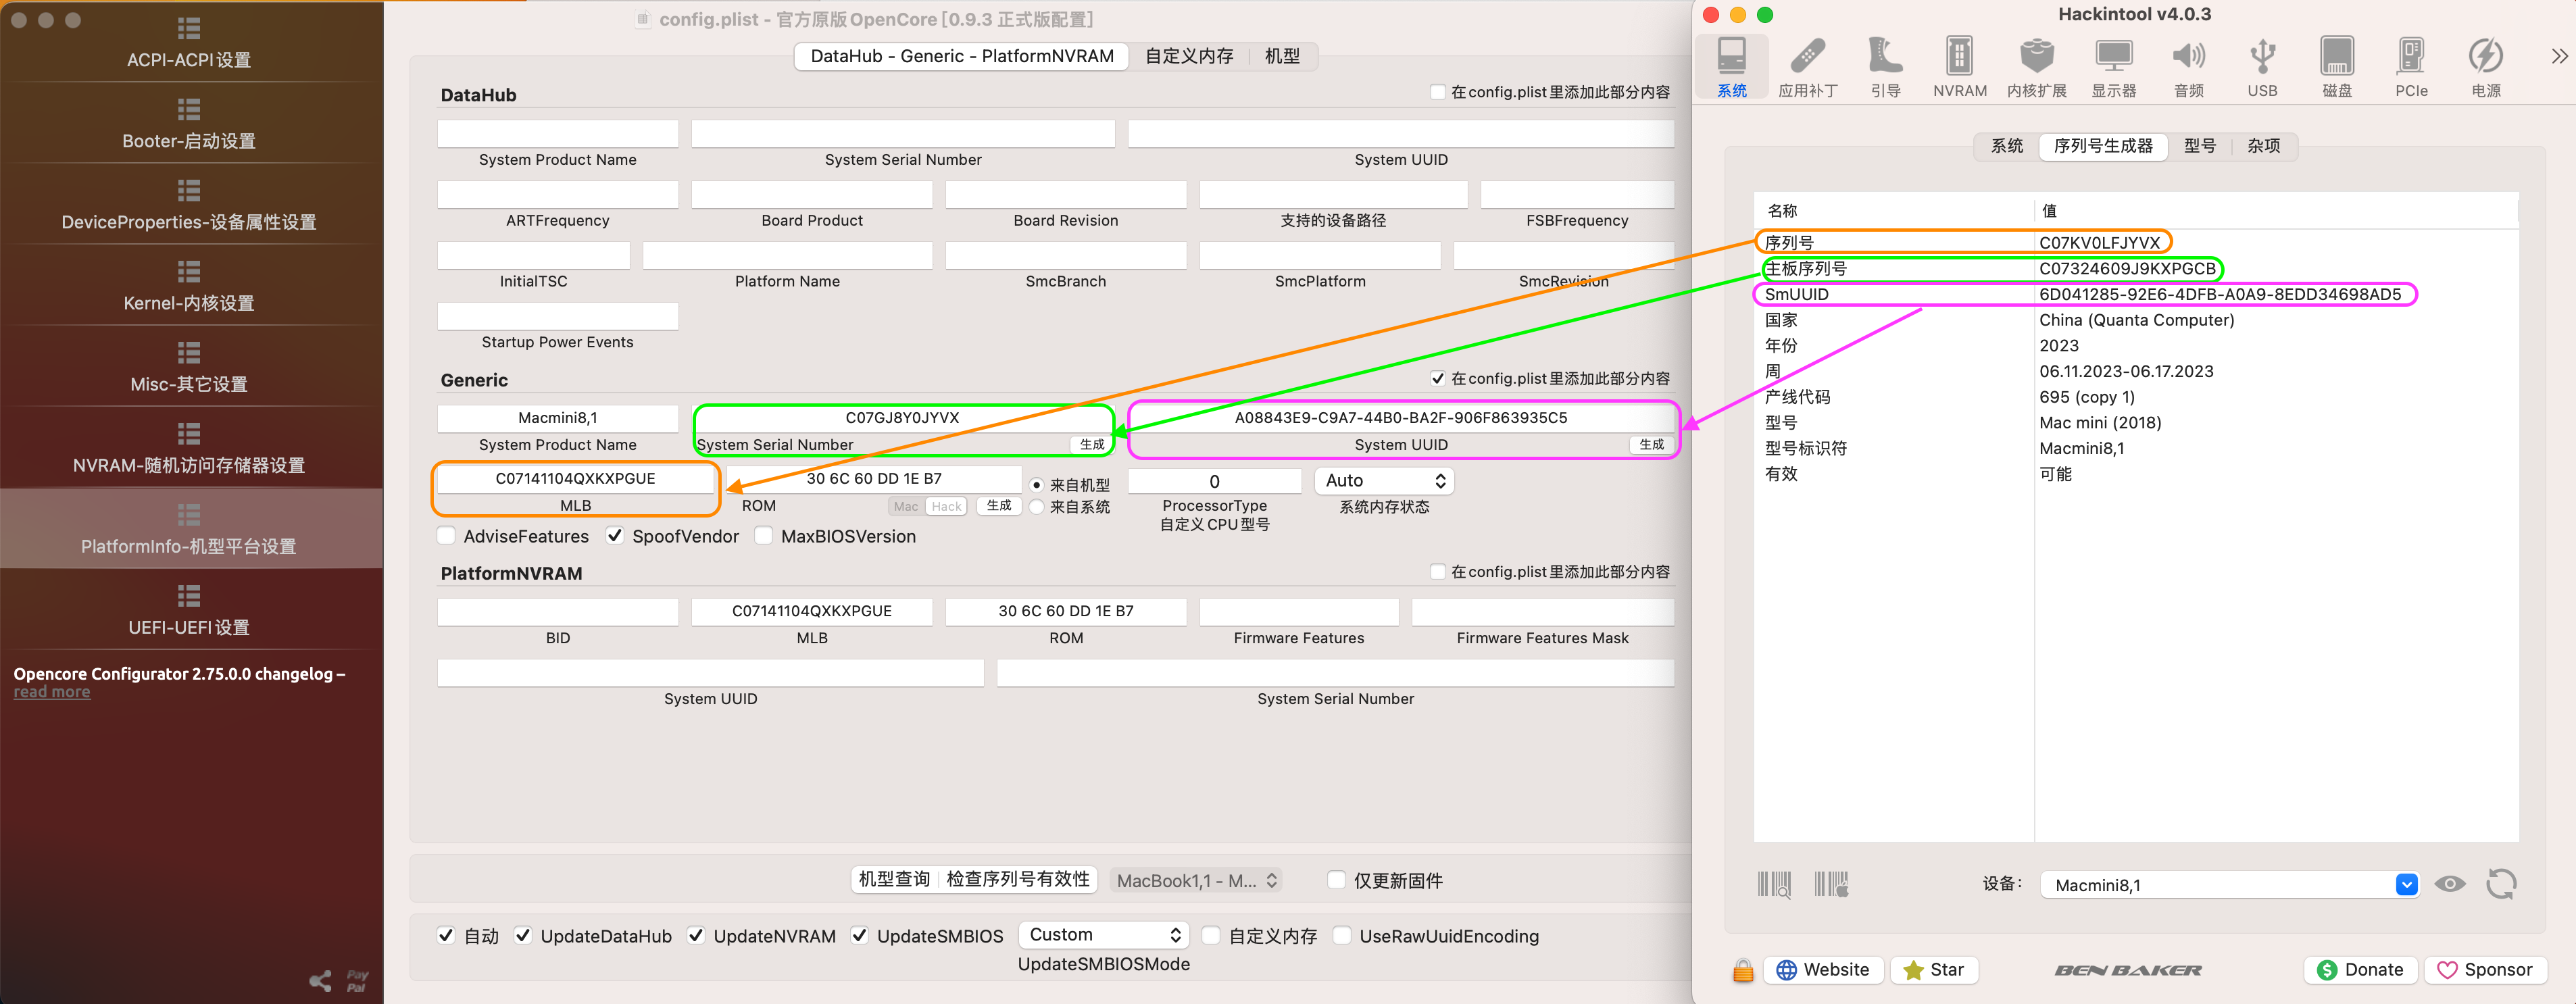 ACPI-ACPI设置
Booter-启动设置
DeviceProperties-设备属性设置
Kernel-内核设置
Misc-其它设置
NVRAM-随机访问存储器设置
PlatformInfo-机型平台设置
UEFI-UEFI设置
Opencore Configurator 2.75.0.0 changelog –
read more
Pay
Pal
config.plist - 官方原版OpenCore[0.9.3 正式版配置]
DataHub - Generic - PlatformNVRAM 自定义内存 机型
DataHub 在config.plist里添加此部分内容
System Product Name System Serial Number System UUID
ARTFrequency Board Product Board Revision 支持的设备路径 FSBFrequency
InitialTSC Platform Name SmcBranch SmcPlatform SmcRevision
Startup Power Events
Generic 在config.plist里添加此部分内容
Macmini8,1 C07GJ8Y0JYVX A08843E9-C9A7-44B0-BA2F-906F863935C5
System Product Name System Serial Number 生成 System UUID 生成
C07141104QXKXPGUE 30 6C 60 DD 1E B7 来自机型 0 Auto
MLB ROM Mac Hack 生成 来自系统 ProcessorType 系统内存状态
自定义CPU型号
AdviseFeatures SpoofVendor MaxBIOSVersion
PlatformNVRAM 在config.plist里添加此部分内容
C07141104QXKXPGUE 30 6C 60 DD 1E B7
BID MLB ROM Firmware Features Firmware Features Mask
System UUID System Serial Number
机型查询 检查序列号有效性 MacBook1,1 - M... 仅更新固件
自动 UpdateDataHub UpdateNVRAM UpdateSMBIOS Custom 自定义内存 UseRawUuidEncoding
UpdateSMBIOSMode
Hackintool v4.0.3
系统 应用补丁 引导 NVRAM 内核扩展 显示器 音频 USB 磁盘 PCIe 电源
系统 序列号生成器 型号 杂项
名称 值
序列号 C07KV0LFJYVX
主板序列号 C07324609J9KXPGCB
SmUUID 6D041285-92E6-4DFB-A0A9-8EDD34698AD5
国家 China (Quanta Computer)
年份 2023
周 06.11.2023-06.17.2023
产线代码 695 (copy 1)
型号 Mac mini (2018)
型号标识符 Macmini8,1
有效 可能
设备: Macmini8,1
Website Star BEN BAKER Donate Sponsor